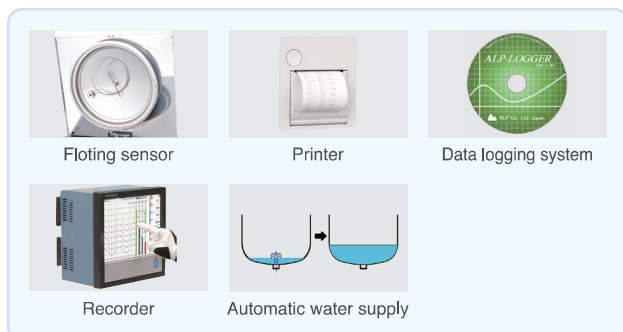 Floting sensor
Printer
Data logging system
ALP-LOGGER
ALP Co., Ltd. Japan
Recorder
Automatic water supply